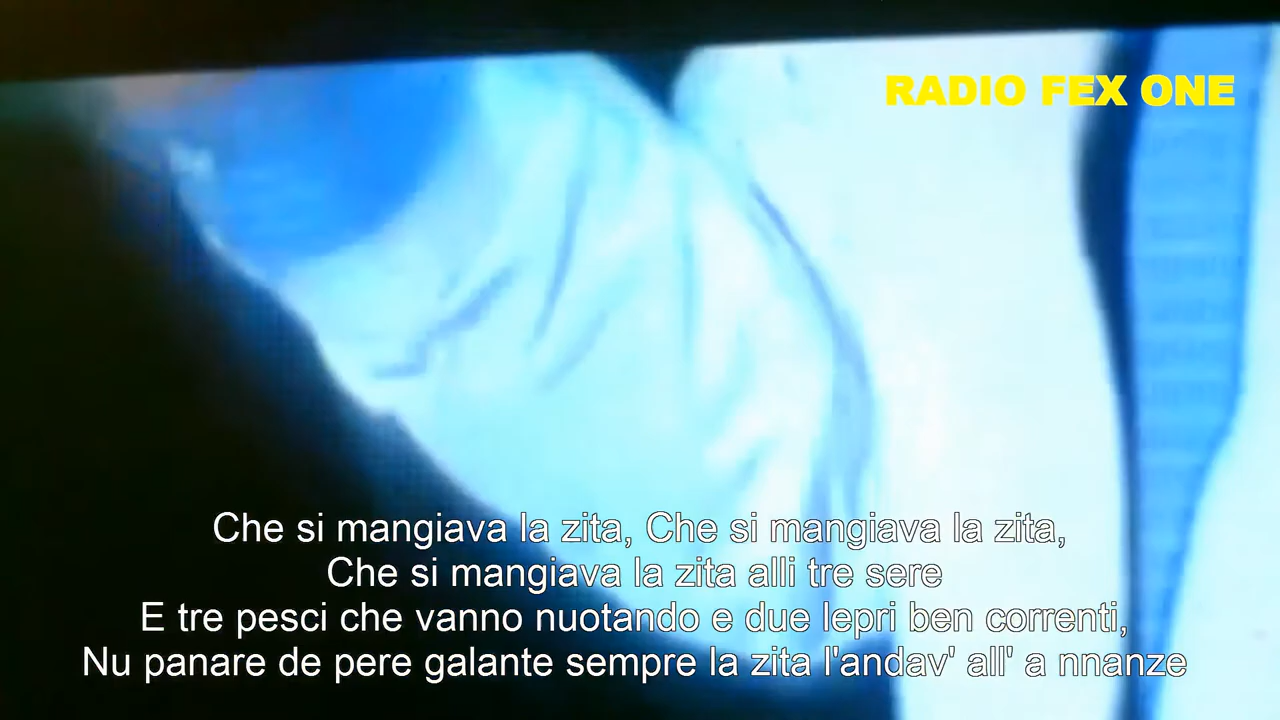 RADIO FEX ONE
Che si mangiava la zita, Che si mangiava la zita,
Che si mangiava la zita alli tre sere
E tre pesci che vanno nuotando e due lepri ben correnti,
Nu panare de pere galante sempre la zita l'andav' all' a nnanze